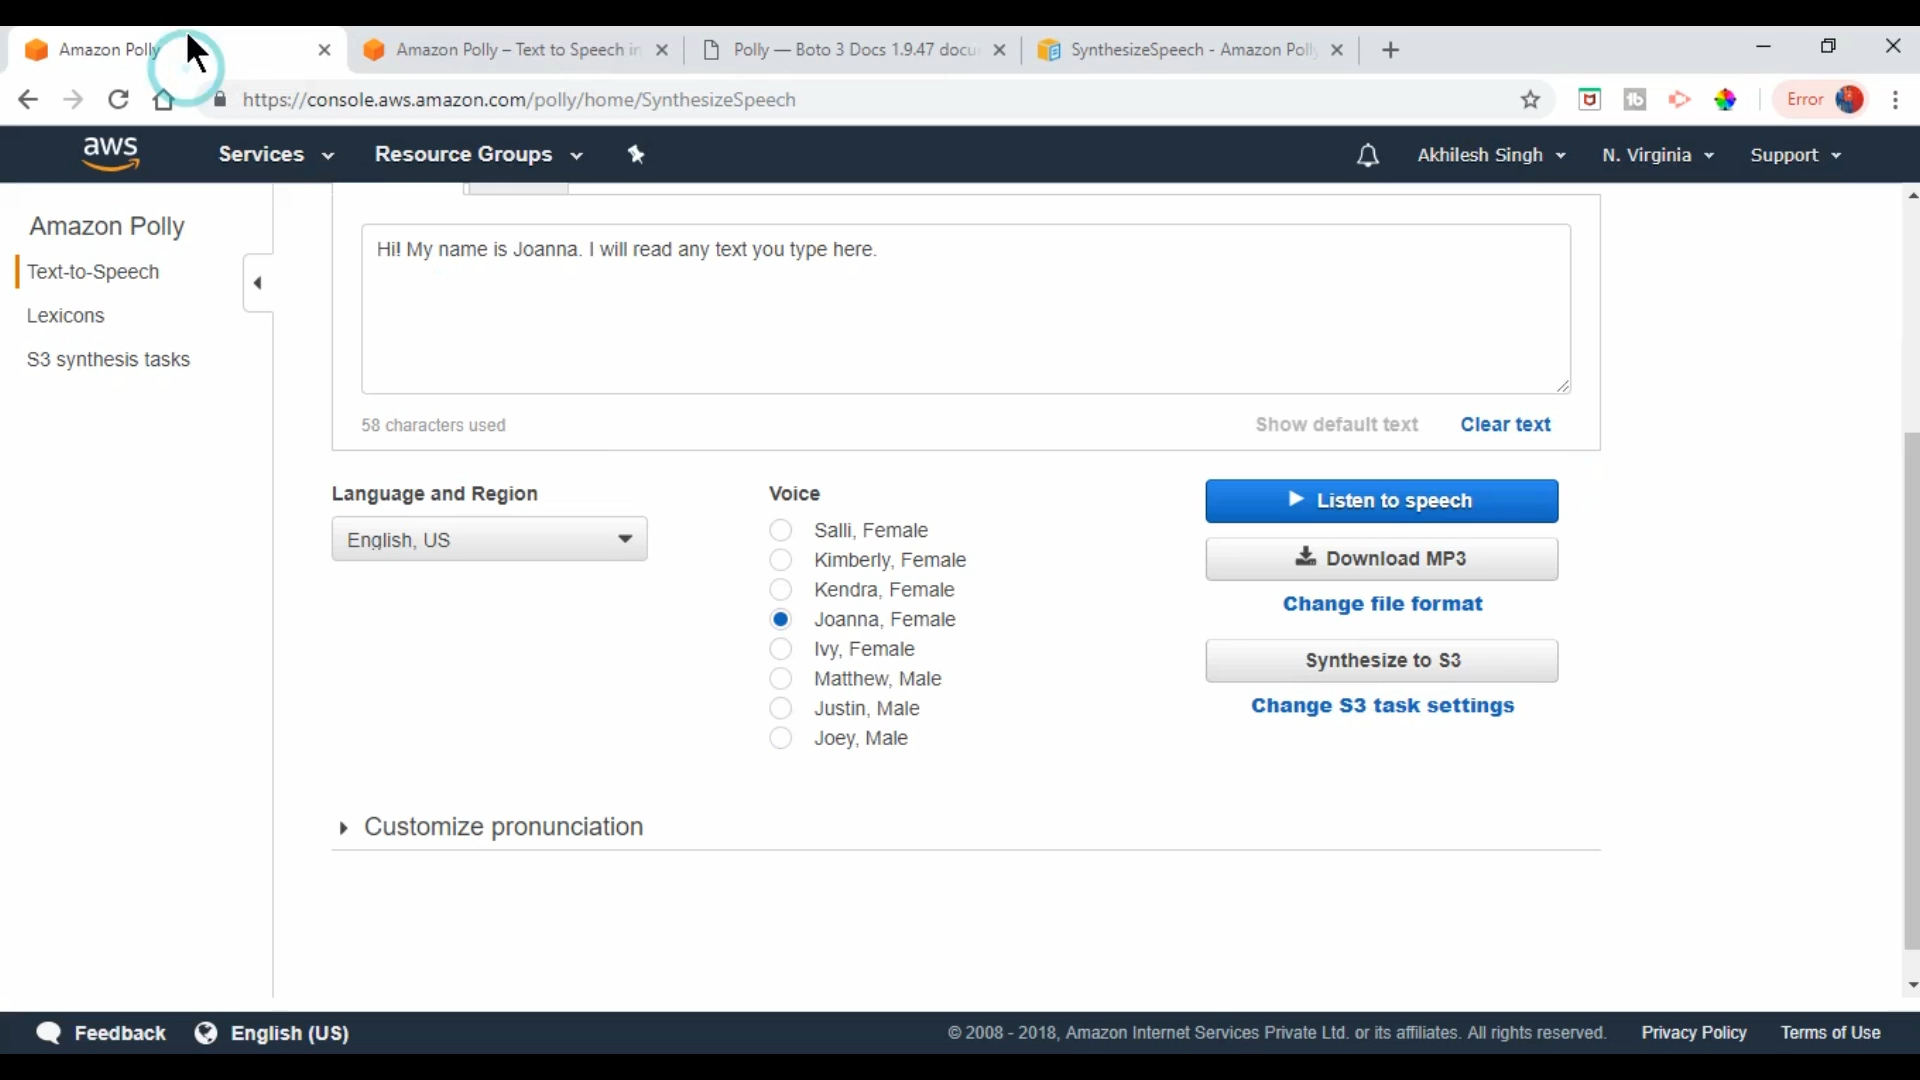 Amazon Polly
Amazon Polly – Text to Speech in
Polly — Boto 3 Docs 1.9.47 docu
SynthesizeSpeech - Amazon Polly
https://console.aws.amazon.com/polly/home/SynthesizeSpeech
Error
aws
Services
Resource Groups
Akhilesh Singh
N. Virginia
Support
Amazon Polly
Text-to-Speech
Lexicons
S3 synthesis tasks
Hi! My name is Joanna. I will read any text you type here.
58 characters used
Show default text
Clear text
Language and Region
English, US
Voice
Salli, Female
Kimberly, Female
Kendra, Female
Joanna, Female
Ivy, Female
Matthew, Male
Justin, Male
Joey, Male
Listen to speech
Download MP3
Change file format
Synthesize to S3
Change S3 task settings
Customize pronunciation
Feedback
English (US)
© 2008 - 2018, Amazon Internet Services Private Ltd. or its affiliates. All rights reserved.
Privacy Policy
Terms of Use